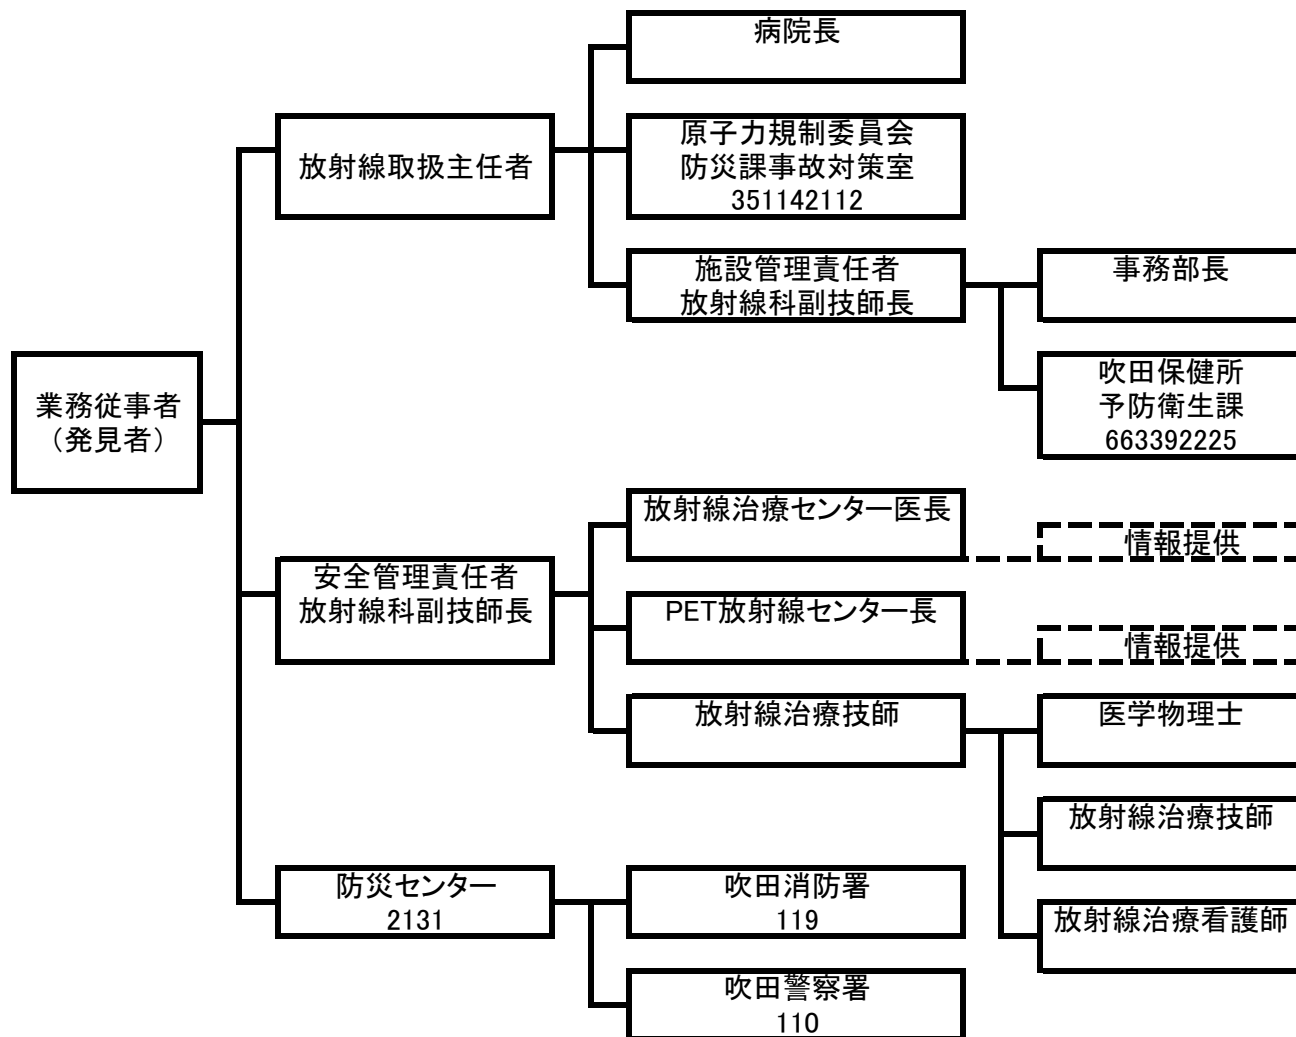 病院長
原子力規制委員会
防災課事故対策室
351142112
放射線取扱主任者
施設管理責任者
放射線科副技師長
事務部長
吹田保健所
予防衛生課
663392225
業務従事者
（発見者）
放射線治療センター医長
情報提供
安全管理責任者
放射線科副技師長
PET放射線センター長
情報提供
放射線治療技師
医学物理士
放射線治療技師
防災センター
2131
吹田消防署
119
放射線治療看護師
吹田警察署
110